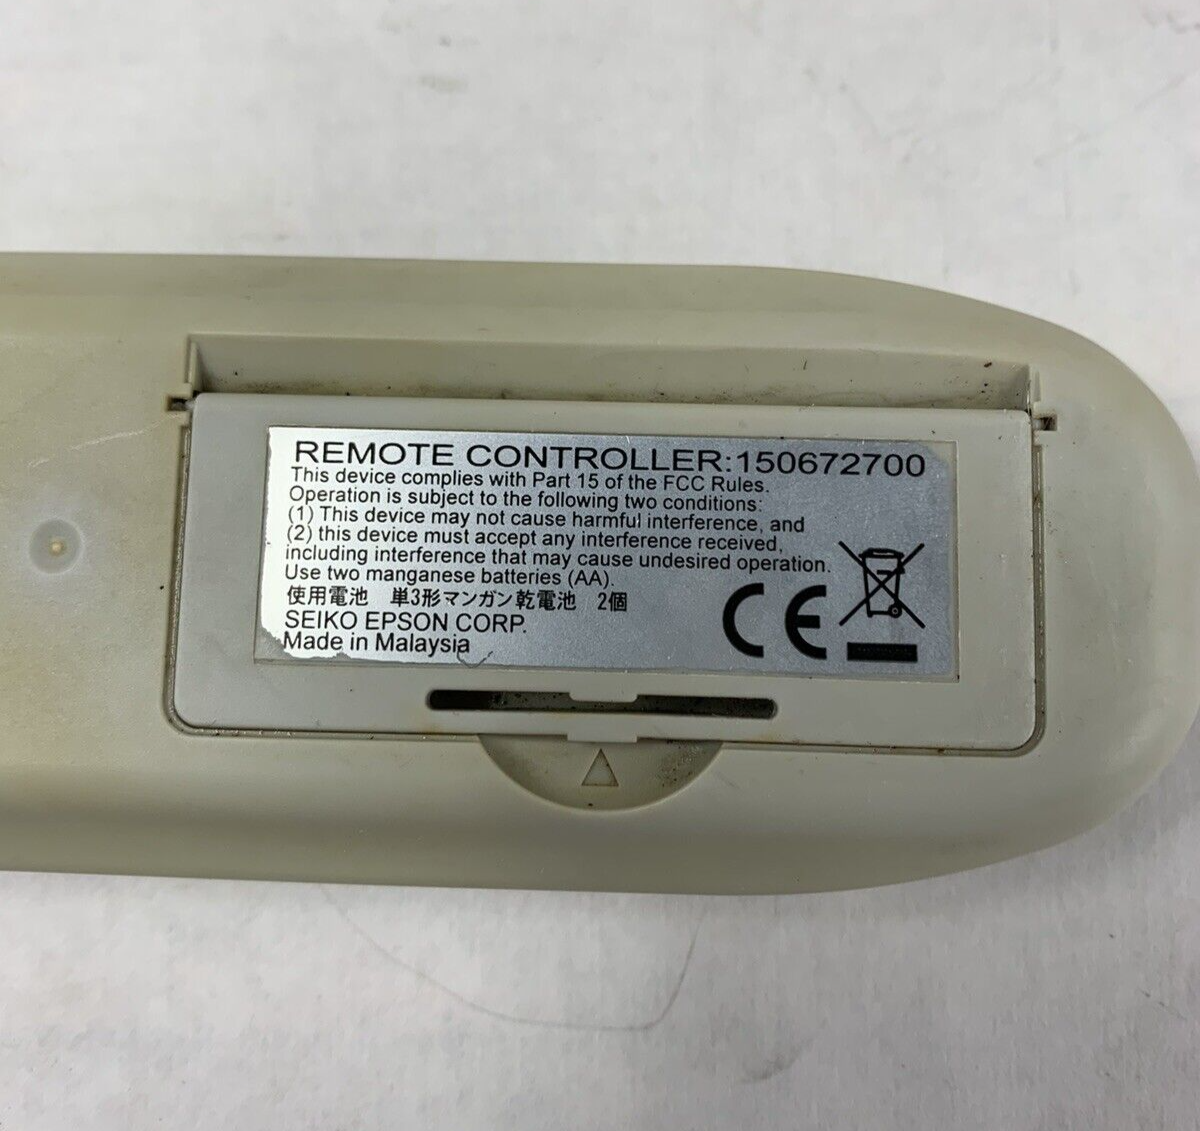 REMOTE CONTROLLER:150672700
This device complies with Part 15 of the FCC Rules.
Operation is subject to the following two conditions:
(1) This device may not cause harmful interference, and
(2) this device must accept any interference received,
including interference that may cause undesired operation.
Use two manganese batteries (AA).
使用電池 単3形マンガン乾電池 2個
SEIKO EPSON CORP.
Made in Malaysia
CE